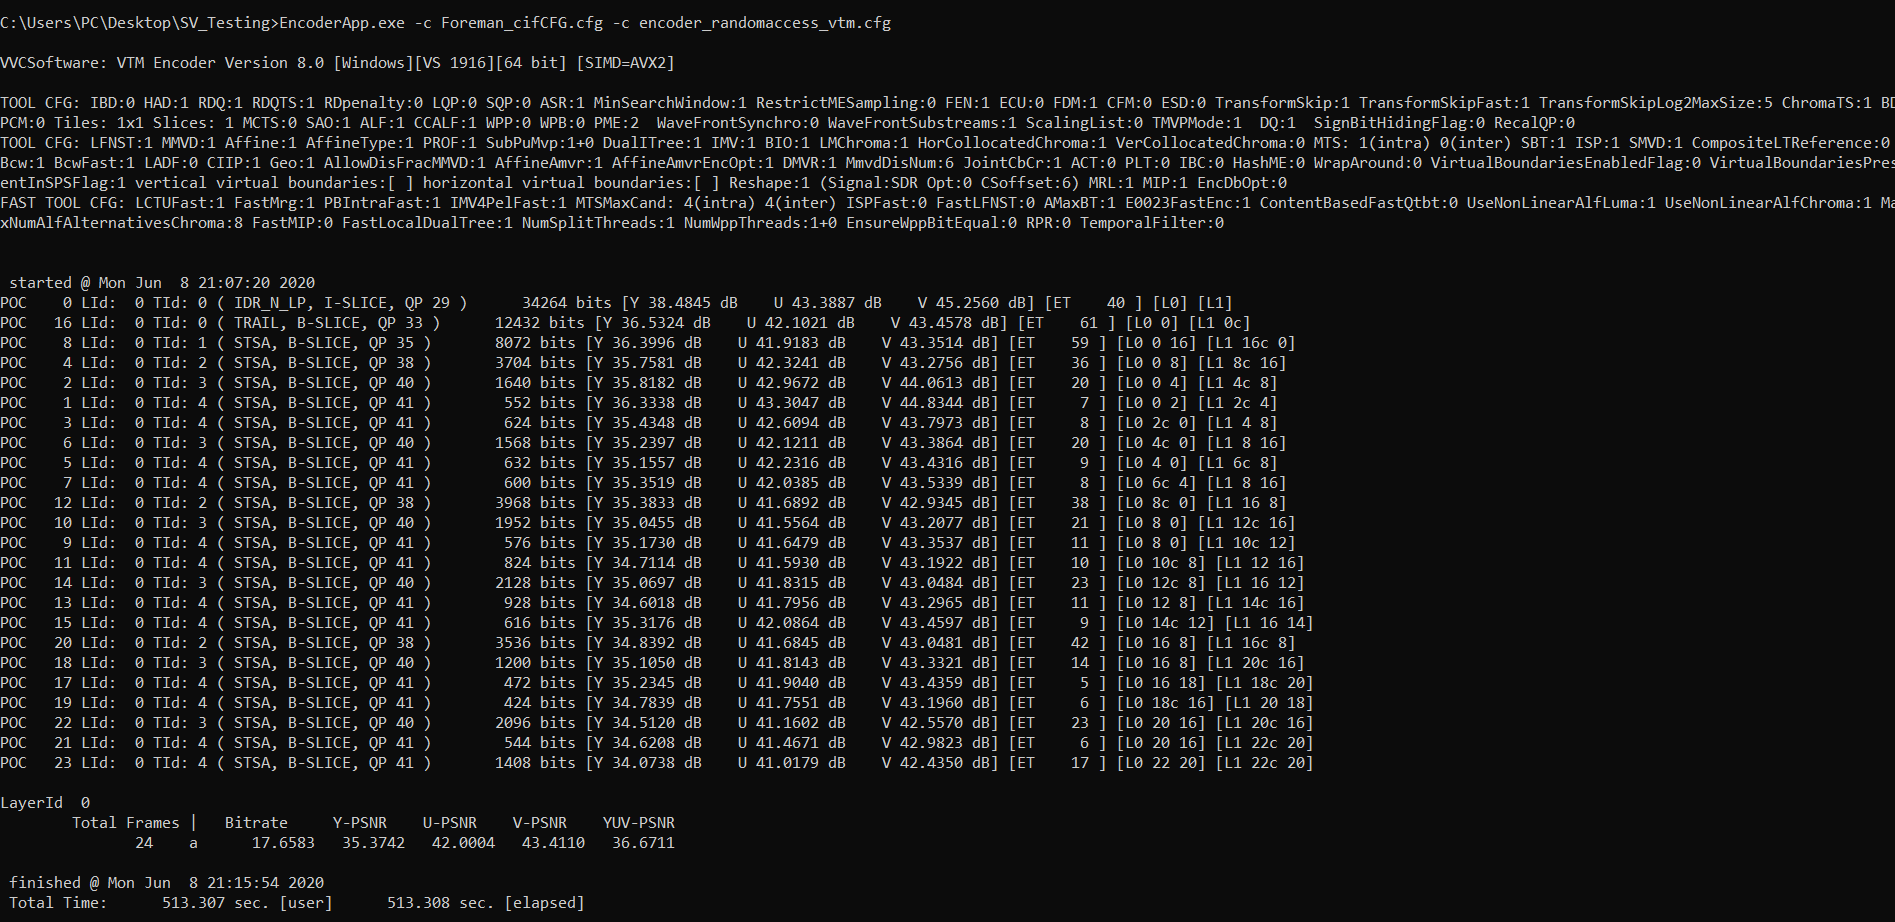 C:\Users\PC\Desktop\SV_Testing>EncoderApp.exe -c Foreman_cifCFG.cfg -c encoder_randomaccess_vtm.cfg
VVCSoftware: VTM Encoder Version 8.0 [Windows][VS 1916][64 bit] [SIMD=AVX2]
TOOL CFG: IBD:0 HAD:1 RDQ:1 RDQTS:1 RDpenalty:0 LQP:0 SQP:0 ASR:1 MinSearchWindow:1 RestrictMESampling:0 FEN:1 ECU:0 FDM:1 CFM:0 ESD:0 TransformSkip:1 TransformSkipFast:1 TransformSkipLog2MaxSize:5 ChromaTS:1 BD
PCM:0 Tiles: 1x1 Slices: 1 MCTS:0 SAO:1 ALF:1 CCALF:1 WPP:0 WPB:0 PME:2  WaveFrontSynchro:0 WaveFrontSubstreams:1 ScalingList:0 TMVPMode:1  DQ:1  SignBitHidingFlag:0 RecalQP:0
TOOL CFG: LFNST:1 MMVD:1 Affine:1 AffineType:1 PROF:1 SubPuMvp:1+0 DualITree:1 IMV:1 BIO:1 LMChroma:1 HorCollocatedChroma:1 VerCollocatedChroma:0 MTS: 1(intra) 0(inter) SBT:1 ISP:1 SMVD:1 CompositeLTReference:0
Bcw:1 BcwFast:1 LADF:0 CIIP:1 Geo:1 AllowDisFracMMVD:1 AffineAmvr:1 AffineAmvrEncOpt:1 DMVR:1 MmvdDisNum:6 JointCbCr:1 ACT:0 PLT:0 IBC:0 HashME:0 WrapAround:0 VirtualBoundariesEnabledFlag:0 VirtualBoundariesPres
entInSPSFlag:1 vertical virtual boundaries:[ ] horizontal virtual boundaries:[ ] Reshape:1 (Signal:SDR Opt:0 CSoffset:6) MRL:1 MIP:1 EncDbOpt:0
FAST TOOL CFG: LCTUFast:1 FastMrg:1 PBIntraFast:1 IMV4PelFast:1 MTSMaxCand: 4(intra) 4(inter) ISPFast:0 FastLFNST:0 AMaxBT:1 E0023FastEnc:1 ContentBasedFastQtbt:0 UseNonLinearAlfLuma:1 UseNonLinearAlfChroma:1 Ma
xNumAlfAlternativesChroma:8 FastMIP:0 FastLocalDualTree:1 NumSplitThreads:1 NumWppThreads:1+0 EnsureWppBitEqual:0 RPR:0 TemporalFilter:0
started @ Mon Jun  8 21:07:20 2020
POC    0 LId:  0 TId: 0 ( IDR_N_LP, I-SLICE, QP 29 )      34264 bits [Y 38.4845 dB    U 43.3887 dB    V 45.2560 dB] [ET    40 ] [L0] [L1]
POC   16 LId:  0 TId: 0 ( TRAIL, B-SLICE, QP 33 )      12432 bits [Y 36.5324 dB    U 42.1021 dB    V 43.4578 dB] [ET    61 ] [L0 0] [L1 0c]
POC    8 LId:  0 TId: 1 ( STSA, B-SLICE, QP 35 )       8072 bits [Y 36.3996 dB    U 41.9183 dB    V 43.3514 dB] [ET    59 ] [L0 0 16] [L1 16c 0]
POC    4 LId:  0 TId: 2 ( STSA, B-SLICE, QP 38 )       3704 bits [Y 35.7581 dB    U 42.3241 dB    V 43.2756 dB] [ET    36 ] [L0 0 8] [L1 8c 16]
POC    2 LId:  0 TId: 3 ( STSA, B-SLICE, QP 40 )       1640 bits [Y 35.8182 dB    U 42.9672 dB    V 44.0613 dB] [ET    20 ] [L0 0 4] [L1 4c 8]
POC    1 LId:  0 TId: 4 ( STSA, B-SLICE, QP 41 )        552 bits [Y 36.3338 dB    U 43.3047 dB    V 44.8344 dB] [ET     7 ] [L0 0 2] [L1 2c 4]
POC    3 LId:  0 TId: 4 ( STSA, B-SLICE, QP 41 )        624 bits [Y 35.4348 dB    U 42.6094 dB    V 43.7973 dB] [ET     8 ] [L0 2c 0] [L1 4 8]
POC    6 LId:  0 TId: 3 ( STSA, B-SLICE, QP 40 )       1568 bits [Y 35.2397 dB    U 42.1211 dB    V 43.3864 dB] [ET    20 ] [L0 4c 0] [L1 8 16]
POC    5 LId:  0 TId: 4 ( STSA, B-SLICE, QP 41 )        632 bits [Y 35.1557 dB    U 42.2316 dB    V 43.4316 dB] [ET     9 ] [L0 4 0] [L1 6c 8]
POC    7 LId:  0 TId: 4 ( STSA, B-SLICE, QP 41 )        600 bits [Y 35.3519 dB    U 42.0385 dB    V 43.5339 dB] [ET     8 ] [L0 6c 4] [L1 8 16]
POC   12 LId:  0 TId: 2 ( STSA, B-SLICE, QP 38 )       3968 bits [Y 35.3833 dB    U 41.6892 dB    V 42.9345 dB] [ET    38 ] [L0 8c 0] [L1 16 8]
POC   10 LId:  0 TId: 3 ( STSA, B-SLICE, QP 40 )       1952 bits [Y 35.0455 dB    U 41.5564 dB    V 43.2077 dB] [ET    21 ] [L0 8 0] [L1 12c 16]
POC    9 LId:  0 TId: 4 ( STSA, B-SLICE, QP 41 )        576 bits [Y 35.1730 dB    U 41.6479 dB    V 43.3537 dB] [ET    11 ] [L0 8 0] [L1 10c 12]
POC   11 LId:  0 TId: 4 ( STSA, B-SLICE, QP 41 )        824 bits [Y 34.7114 dB    U 41.5930 dB    V 43.1922 dB] [ET    10 ] [L0 10c 8] [L1 12 16]
POC   14 LId:  0 TId: 3 ( STSA, B-SLICE, QP 40 )       2128 bits [Y 35.0697 dB    U 41.8315 dB    V 43.0484 dB] [ET    23 ] [L0 12c 8] [L1 16 12]
POC   13 LId:  0 TId: 4 ( STSA, B-SLICE, QP 41 )        928 bits [Y 34.6018 dB    U 41.7956 dB    V 43.2965 dB] [ET    11 ] [L0 12 8] [L1 14c 16]
POC   15 LId:  0 TId: 4 ( STSA, B-SLICE, QP 41 )        616 bits [Y 35.3176 dB    U 42.0864 dB    V 43.4597 dB] [ET     9 ] [L0 14c 12] [L1 16 14]
POC   20 LId:  0 TId: 2 ( STSA, B-SLICE, QP 38 )       3536 bits [Y 34.8392 dB    U 41.6845 dB    V 43.0481 dB] [ET    42 ] [L0 16 8] [L1 16c 8]
POC   18 LId:  0 TId: 3 ( STSA, B-SLICE, QP 40 )       1200 bits [Y 35.1050 dB    U 41.8143 dB    V 43.3321 dB] [ET    14 ] [L0 16 8] [L1 20c 16]
POC   17 LId:  0 TId: 4 ( STSA, B-SLICE, QP 41 )        472 bits [Y 35.2345 dB    U 41.9040 dB    V 43.4359 dB] [ET     5 ] [L0 16 18] [L1 18c 20]
POC   19 LId:  0 TId: 4 ( STSA, B-SLICE, QP 41 )        424 bits [Y 34.7839 dB    U 41.7551 dB    V 43.1960 dB] [ET     6 ] [L0 18c 16] [L1 20 18]
POC   22 LId:  0 TId: 3 ( STSA, B-SLICE, QP 40 )       2096 bits [Y 34.5120 dB    U 41.1602 dB    V 42.5570 dB] [ET    23 ] [L0 20 16] [L1 20c 16]
POC   21 LId:  0 TId: 4 ( STSA, B-SLICE, QP 41 )        544 bits [Y 34.6208 dB    U 41.4671 dB    V 42.9823 dB] [ET     6 ] [L0 20 16] [L1 22c 20]
POC   23 LId:  0 TId: 4 ( STSA, B-SLICE, QP 41 )       1408 bits [Y 34.0738 dB    U 41.0179 dB    V 42.4350 dB] [ET    17 ] [L0 22 20] [L1 22c 20]
LayerId  0
Total Frames |   Bitrate     Y-PSNR    U-PSNR    V-PSNR    YUV-PSNR
24    a      17.6583   35.3742   42.0004   43.4110   36.6711
finished @ Mon Jun  8 21:15:54 2020
Total Time:      513.307 sec. [user]      513.308 sec. [elapsed]